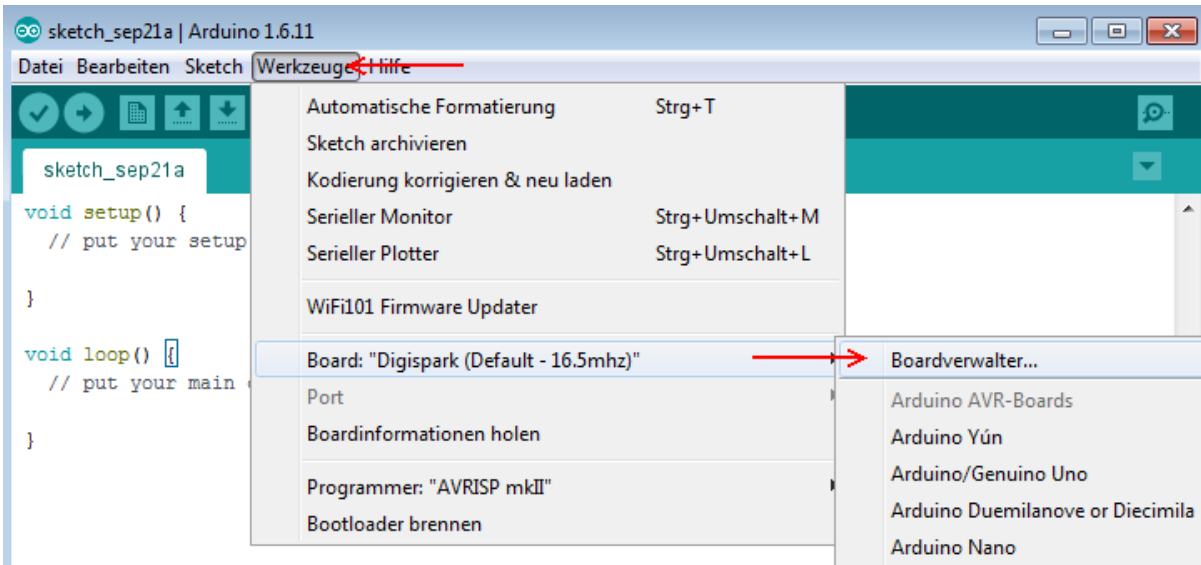 sketch_sep21a | Arduino 1.6.11
Datei Bearbeiten Sketch Werkzeuge Hilfe
sketch_sep21a
void setup() {
// put your setup
}
void loop() {
// put your main
}
Automatische Formatierung Strg+T
Sketch archivieren
Kodierung korrigieren & neu laden
Serieller Monitor Strg+Umschalt+M
Serieller Plotter Strg+Umschalt+L
WiFi101 Firmware Updater
Board: "Digispark (Default - 16.5mhz)"
Port
Boardinformationen holen
Programmer: "AVRISP mkII"
Bootloader brennen
Boardverwalter...
Arduino AVR-Boards
Arduino Yún
Arduino/Genuino Uno
Arduino Duemilanove or Diecimila
Arduino Nano